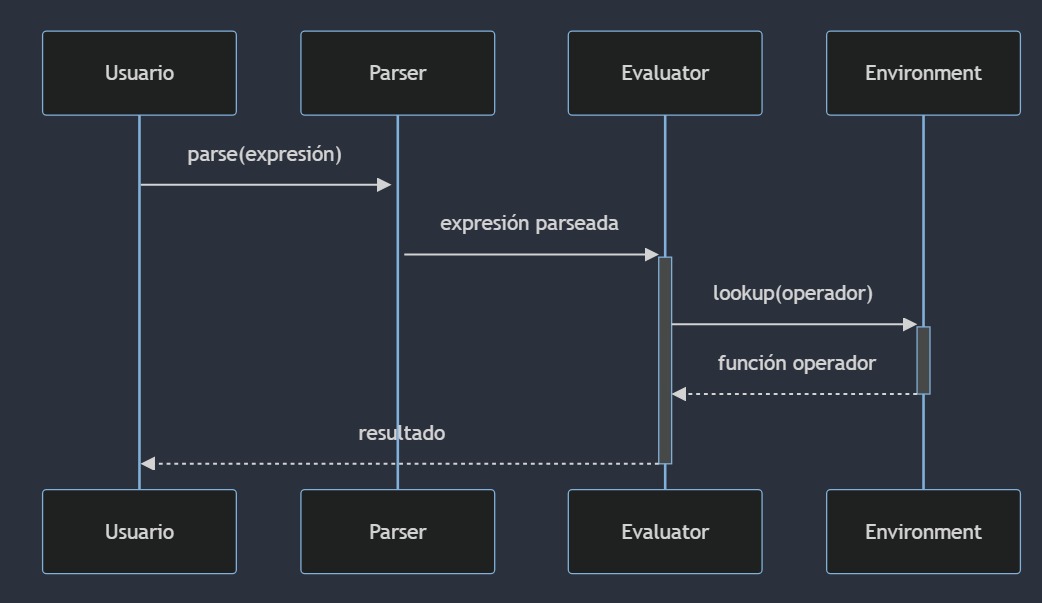 Usuario
Parser
Evaluator
Environment
parse(expresión)
expresión parseada
lookup(operador)
función operador
resultado
Usuario
Parser
Evaluator
Environment